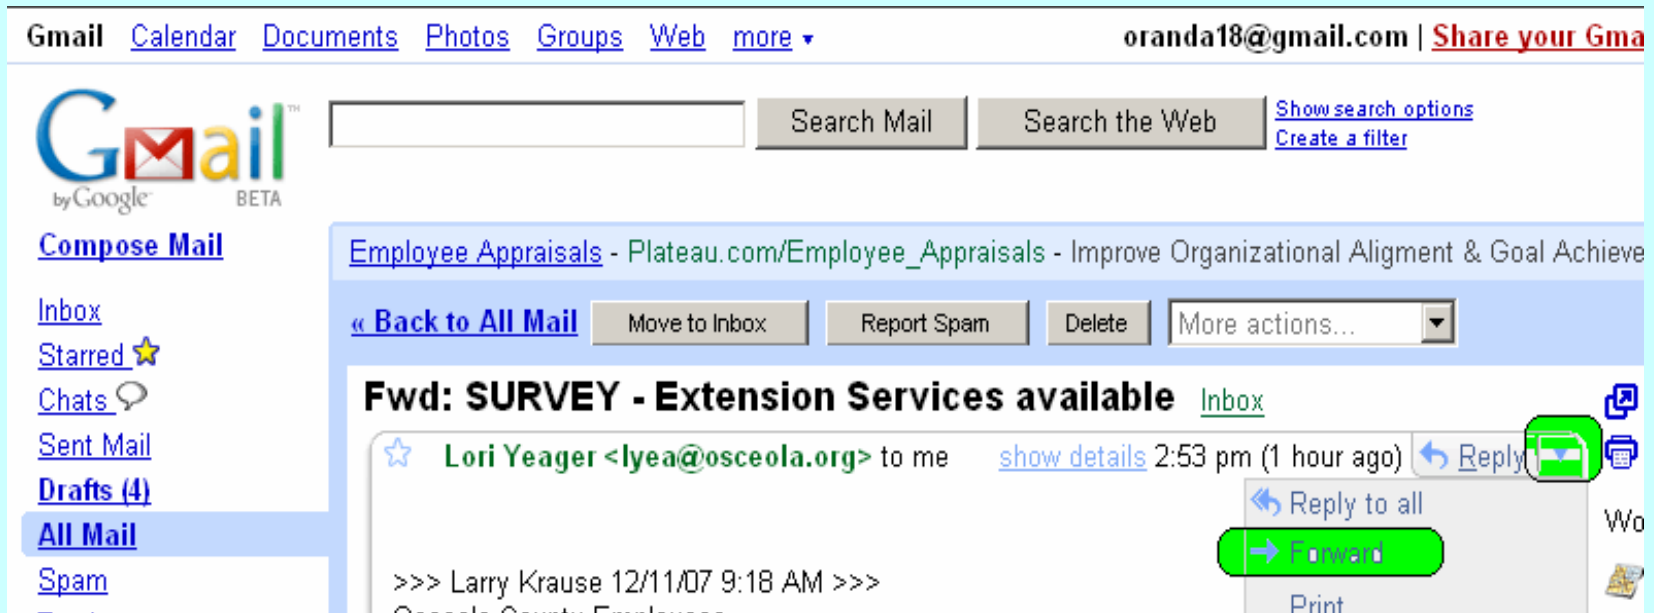 Gmail Calendar Documents Photos Groups Web more ▾ oranda18@gmail.com | Share your Gma
Gmail™
by Google BETA
Search Mail Search the Web Show search options
Create a filter
Compose Mail
Employee Appraisals - Plateau.com/Employee_Appraisals - Improve Organizational Aligment & Goal Achieve
Inbox
« Back to All Mail Move to Inbox Report Spam Delete More actions...
Starred
Chats
Fwd: SURVEY - Extension Services available Inbox
Sent Mail
Lori Yeager <lyea@osceola.org> to me show details 2:53 pm (1 hour ago) Reply
Drafts (4)
Reply to all
All Mail
Wo
Forward
Spam
>>> Larry Krause 12/11/07 9:18 AM >>>
Osceola County Employees
Print